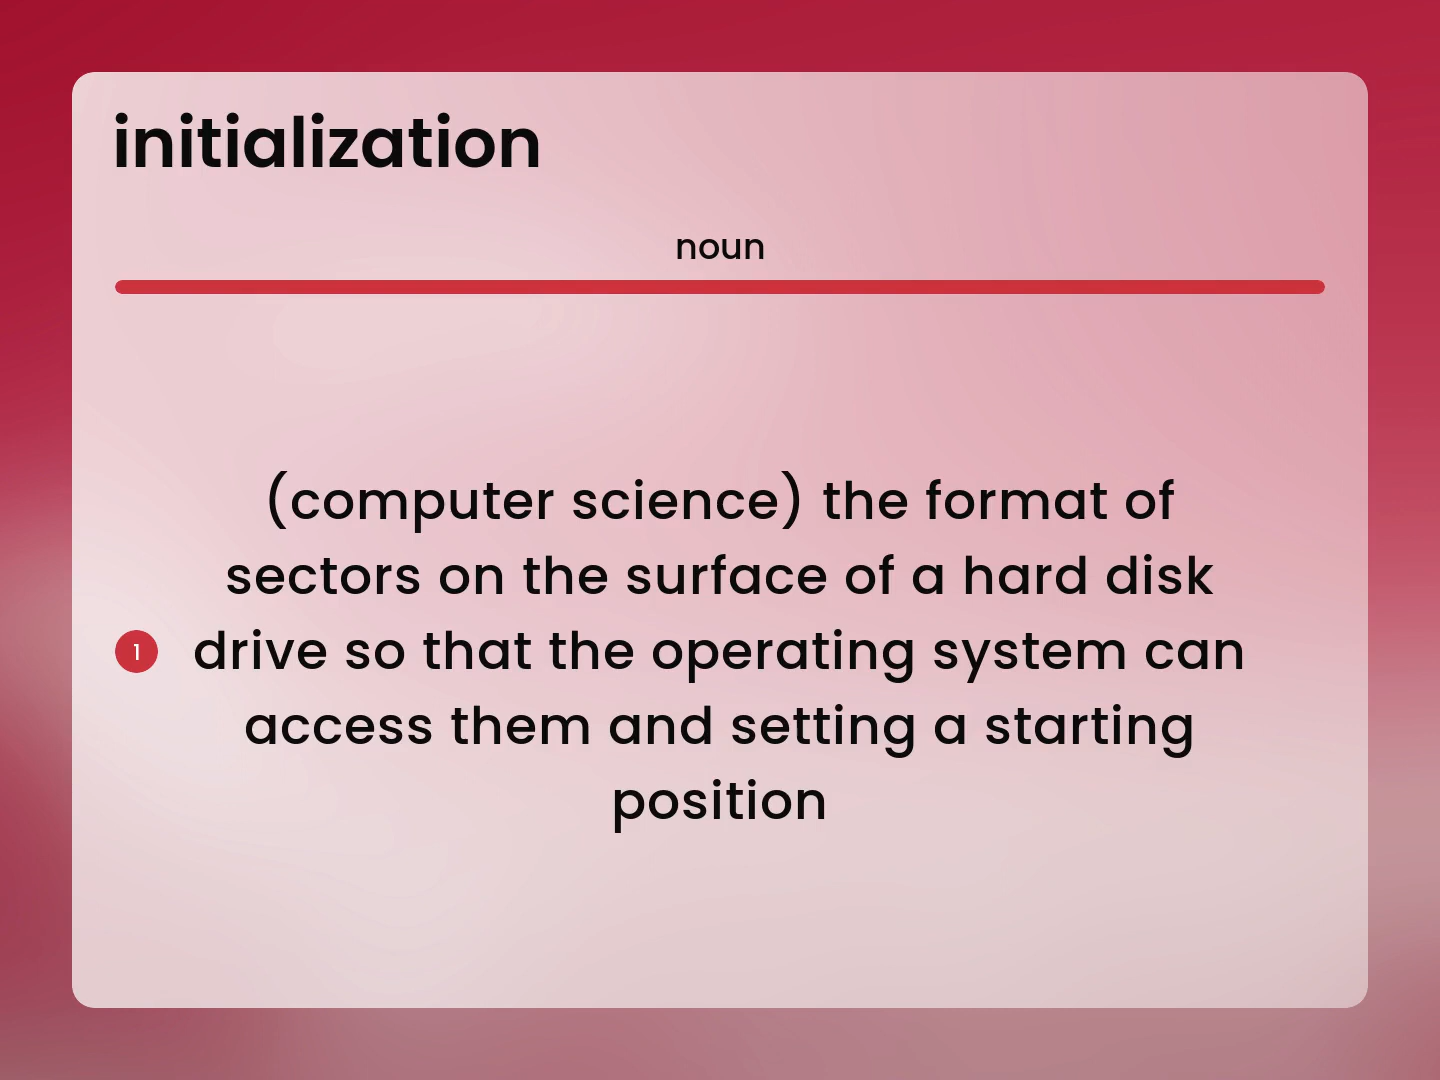 initialization
noun
(computer science) the format of
sectors on the surface of a hard disk
1 drive so that the operating system can
access them and setting a starting
position